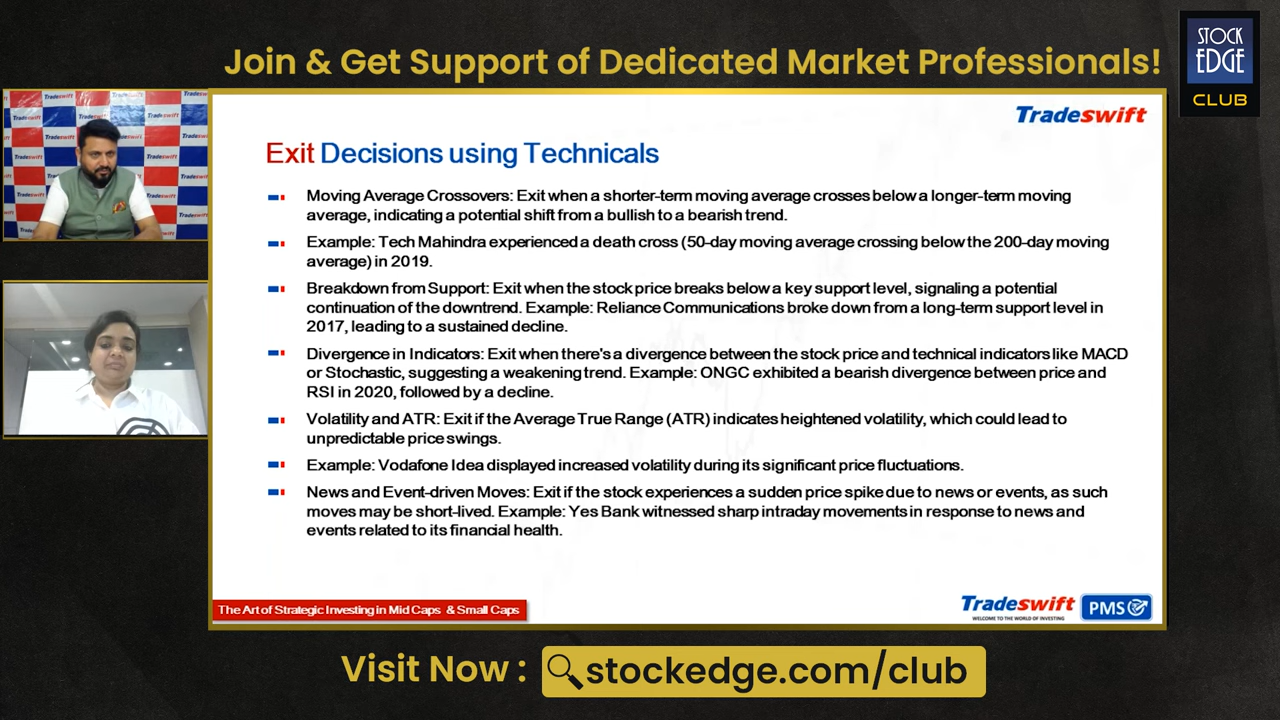 Join & Get Support of Dedicated Market Professionals!
STOCK
EDGE
CLUB
Tradeswift
Exit Decisions using Technicals
Moving Average Crossovers: Exit when a shorter-term moving average crosses below a longer-term moving
average, indicating a potential shift from a bullish to a bearish trend.
Example: Tech Mahindra experienced a death cross (50-day moving average crossing below the 200-day moving
average) in 2019.
Breakdown from Support: Exit when the stock price breaks below a key support level, signaling a potential
continuation of the downtrend. Example: Reliance Communications broke down from a long-term support level in
2017, leading to a sustained decline.
Divergence in Indicators: Exit when there's a divergence between the stock price and technical indicators like MACD
or Stochastic, suggesting a weakening trend. Example: ONGC exhibited a bearish divergence between price and
RSI in 2020, followed by a decline.
Volatility and ATR: Exit if the Average True Range (ATR) indicates heightened volatility, which could lead to
unpredictable price swings.
Example: Vodafone Idea displayed increased volatility during its significant price fluctuations.
News and Event-driven Moves: Exit if the stock experiences a sudden price spike due to news or events, as such
moves may be short-lived. Example: Yes Bank witnessed sharp intraday movements in response to news and
events related to its financial health.
The Art of Strategic Investing in Mid Caps & Small Caps
Tradeswift
WELCOME TO THE WORLD OF INVESTING
PMS
Visit Now : stockedge.com/club